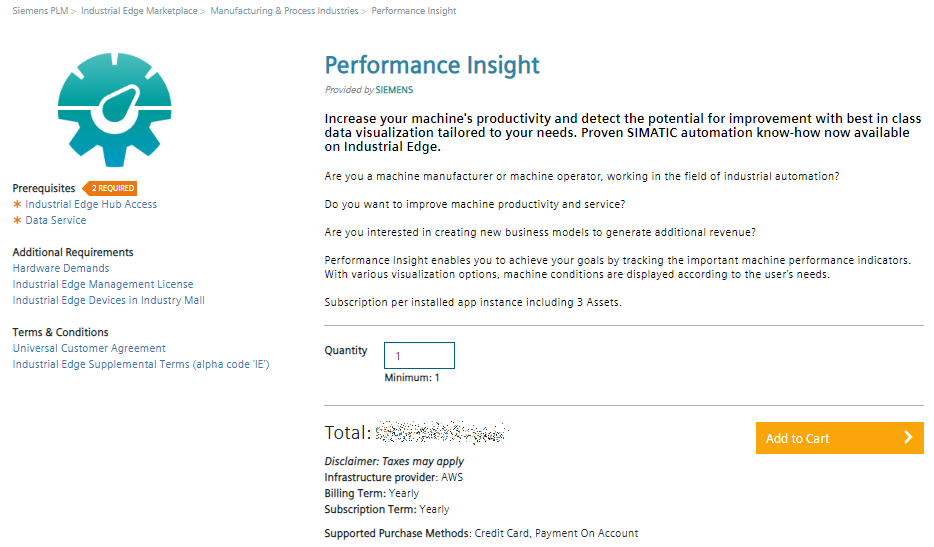 Siemens PLM > Industrial Edge Marketplace > Manufacturing & Process Industries > Performance Insight
Performance Insight
Provided by SIEMENS
Increase your machine's productivity and detect the potential for improvement with best in class
data visualization tailored to your needs. Proven SIMATIC automation know-how now available
on Industrial Edge.
Are you a machine manufacturer or machine operator, working in the field of industrial automation?
Do you want to improve machine productivity and service?
Are you interested in creating new business models to generate additional revenue?
Performance Insight enables you to achieve your goals by tracking the important machine performance indicators.
With various visualization options, machine conditions are displayed according to the user's needs.
Subscription per installed app instance including 3 Assets.
Prerequisites 2 REQUIRED
* Industrial Edge Hub Access
* Data Service
Additional Requirements
Hardware Demands
Industrial Edge Management License
Industrial Edge Devices in Industry Mall
Terms & Conditions
Universal Customer Agreement
Industrial Edge Supplemental Terms (alpha code 'IE')
Quantity 1
Minimum: 1
Total:
Add to Cart
Disclaimer: Taxes may apply
Infrastructure provider: AWS
Billing Term: Yearly
Subscription Term: Yearly
Supported Purchase Methods: Credit Card, Payment On Account